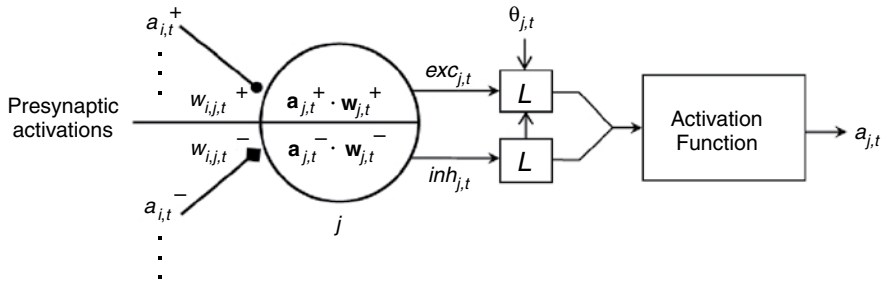 a_{i,t}^+
θ_{j,t}
Presynaptic
activations
w_{i,j,t}^+
w_{i,j,t}^-
𝐚_{j,t}^+ · 𝐰_{j,t}^+
𝐚_{j,t}^- · 𝐰_{j,t}^-
exc_{j,t}
inh_{j,t}
L
L
Activation
Function
a_{j,t}
a_{i,t}^-
j